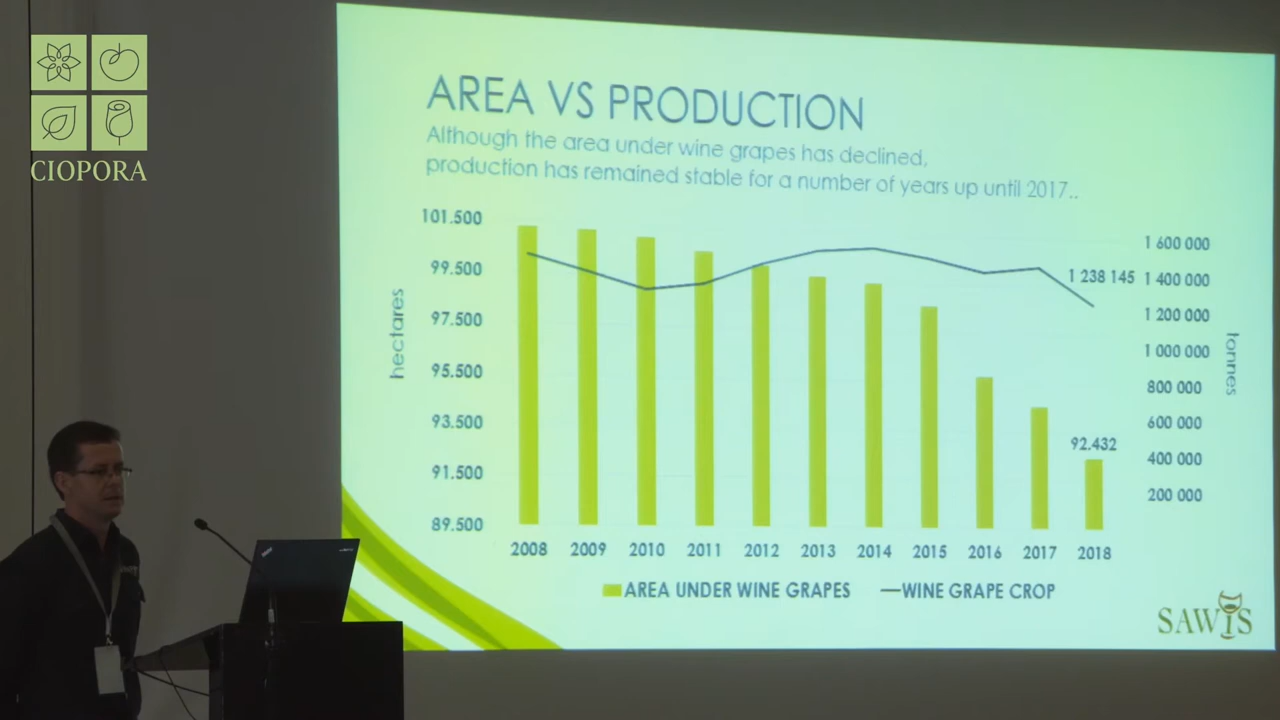 CIOPORA
AREA VS PRODUCTION
Although the area under wine grapes has declined,
production has remained stable for a number of years up until 2017..
101.500
99.500
97.500
95.500
93.500
91.500
89.500
hectares
1 600 000
1 400 000
1 200 000
1 000 000
800 000
600 000
400 000
200 000
tonnes
1 238 145
92.432
2008 2009 2010 2011 2012 2013 2014 2015 2016 2017 2018
AREA UNDER WINE GRAPES WINE GRAPE CROP
SAWIS